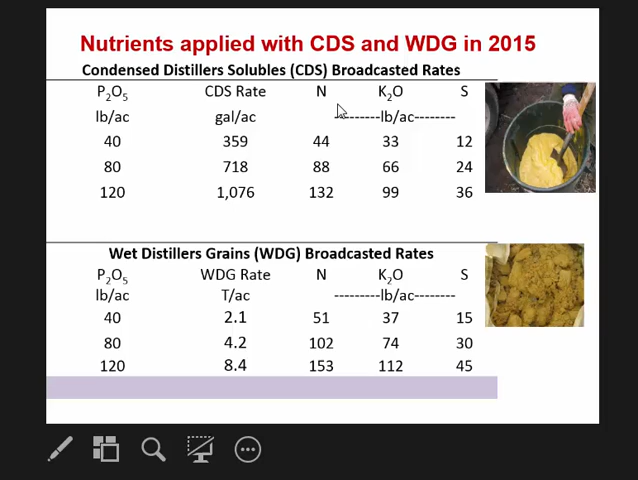 Nutrients applied with CDS and WDG in 2015
Condensed Distillers Solubles (CDS) Broadcasted Rates
P₂O₅ CDS Rate N K₂O S
lb/ac gal/ac ---------lb/ac--------
40 359 44 33 12
80 718 88 66 24
120 1,076 132 99 36
Wet Distillers Grains (WDG) Broadcasted Rates
P₂O₅ WDG Rate N K₂O S
lb/ac T/ac ---------lb/ac--------
40 2.1 51 37 15
80 4.2 102 74 30
120 8.4 153 112 45